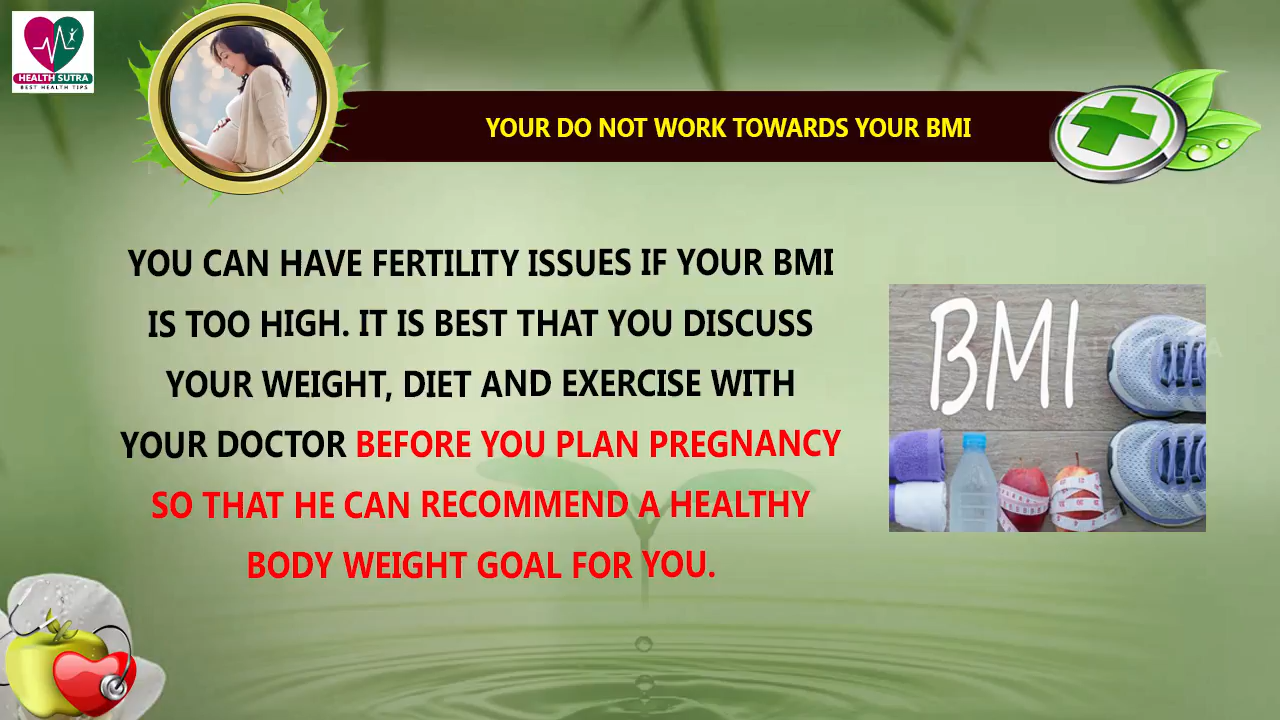 HEALTH SUTRA
BEST HEALTH TIPS
YOUR DO NOT WORK TOWARDS YOUR BMI
YOU CAN HAVE FERTILITY ISSUES IF YOUR BMI
IS TOO HIGH. IT IS BEST THAT YOU DISCUSS
YOUR WEIGHT, DIET AND EXERCISE WITH
YOUR DOCTOR BEFORE YOU PLAN PREGNANCY
SO THAT HE CAN RECOMMEND A HEALTHY
BODY WEIGHT GOAL FOR YOU.
BMI